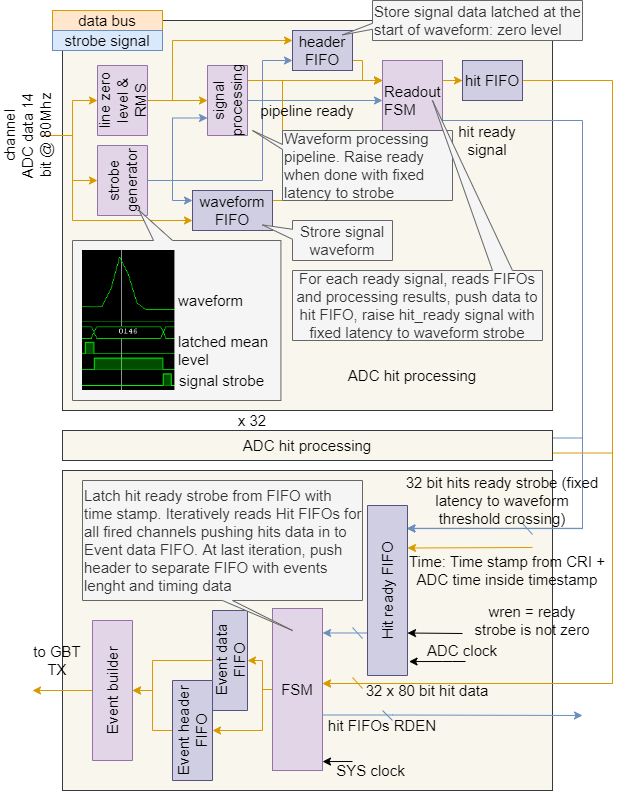 data bus
strobe signal
Store signal data latched at the
start of waveform: zero level
header
FIFO
line zero
level &
RMS
signal
processing
Readout
FSM
hit FIFO
channel
ADC data 14
bit @ 80Mhz
pipeline ready
hit ready
signal
Waveform processing
pipeline. Raise ready
when done with fixed
latency to strobe
strobe
generator
waveform
FIFO
Strore signal
waveform
For each ready signal, reads FIFOs
and processing results, push data to
hit FIFO, raise hit_ready signal with
fixed latency to waveform strobe
waveform
0146
latched mean
level
signal strobe
ADC hit processing
x 32
ADC hit processing
Latch hit ready strobe from FIFO with
time stamp. Iteratively reads Hit FIFOs for
all fired channels pushing hits data in to
Event data FIFO. At last iteration, push
header to separate FIFO with events
lenght and timing data
32 bit hits ready strobe (fixed
latency to waveform
threshold crossing)
Hit ready FIFO
Time: Time stamp from CRI +
ADC time inside timestamp
wren = ready
strobe is not zero
ADC clock
to GBT
TX
Event builder
Event data
FIFO
Event header
FIFO
FSM
32 x 80 bit hit data
hit FIFOs RDEN
SYS clock